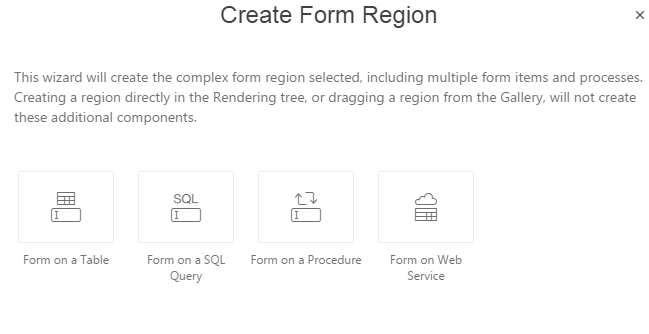 Create Form Region
×
This wizard will create the complex form region selected, including multiple form items and processes.
Creating a region directly in the Rendering tree, or dragging a region from the Gallery, will not create
these additional components.
SQL
Form on a Table
Form on a SQL
Query
Form on a Procedure
Form on Web
Service